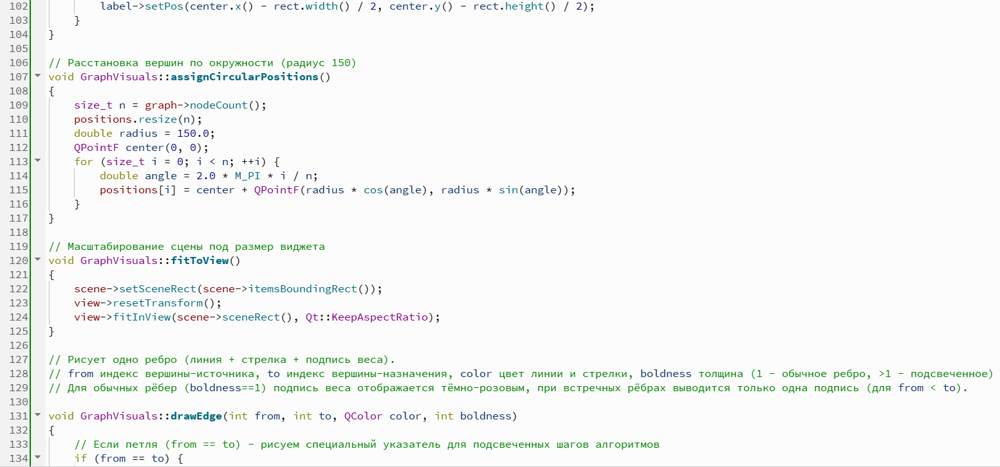 102         label->setPos(center.x() - rect.width() / 2, center.y() - rect.height() / 2);
103     }
104 }
105
106 // Расстановка вершин по окружности (радиус 150)
107 void GraphVisuals::assignCircularPositions()
108 {
109     size_t n = graph->nodeCount();
110     positions.resize(n);
111     double radius = 150.0;
112     QPointF center(0, 0);
113     for (size_t i = 0; i < n; ++i) {
114         double angle = 2.0 * M_PI * i / n;
115         positions[i] = center + QPointF(radius * cos(angle), radius * sin(angle));
116     }
117 }
118
119 // Масштабирование сцены под размер виджета
120 void GraphVisuals::fitToView()
121 {
122     scene->setSceneRect(scene->itemsBoundingRect());
123     view->resetTransform();
124     view->fitInView(scene->sceneRect(), Qt::KeepAspectRatio);
125 }
126
127 // Рисует одно ребро (линия + стрелка + подпись веса).
128 // from индекс вершины-источника, to индекс вершины-назначения, color цвет линии и стрелки, boldness толщина (1 - обычное ребро, >1 - подсвеченное)
129 // Для обычных рёбер (boldness==1) подпись веса отображается тёмно-розовым, при встречных рёбрах выводится только одна подпись (для from < to).
130
131 void GraphVisuals::drawEdge(int from, int to, QColor color, int boldness)
132 {
133     // Если петля (from == to) - рисуем специальный указатель для подсвеченных шагов алгоритмов
134     if (from == to) {